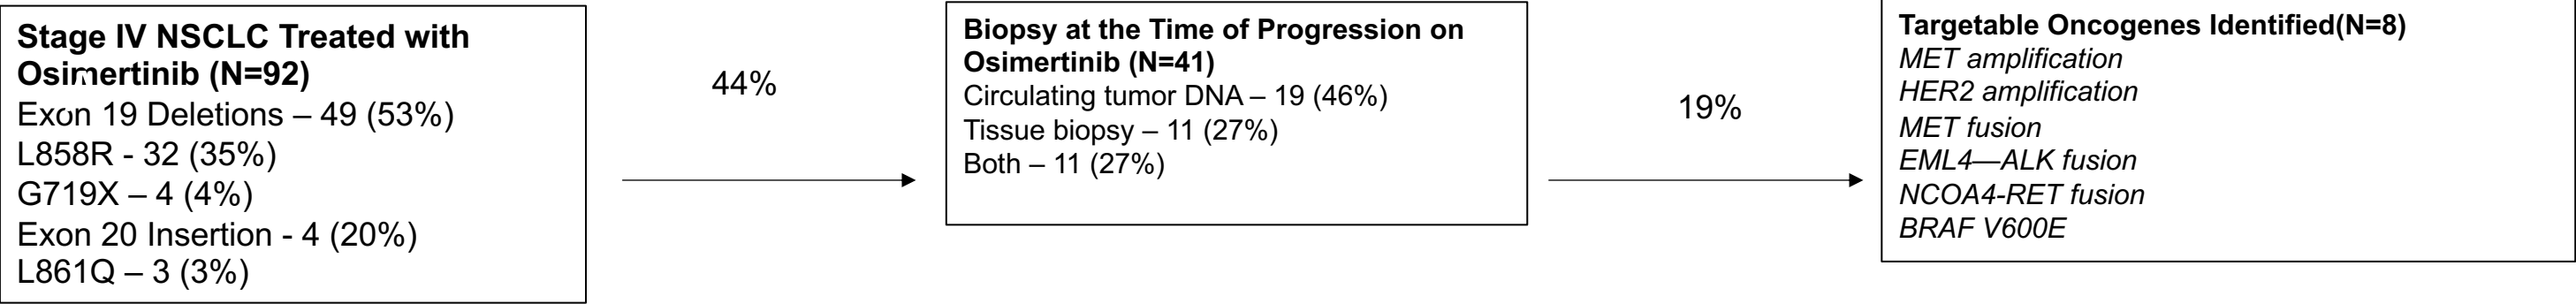 Stage IV NSCLC Treated with
Osimertinib (N=92)
Exon 19 Deletions – 49 (53%)
L858R - 32 (35%)
G719X – 4 (4%)
Exon 20 Insertion - 4 (20%)
L861Q – 3 (3%)
44%
Biopsy at the Time of Progression on
Osimertinib (N=41)
Circulating tumor DNA – 19 (46%)
Tissue biopsy – 11 (27%)
Both – 11 (27%)
19%
Targetable Oncogenes Identified(N=8)
MET amplification
HER2 amplification
MET fusion
EML4—ALK fusion
NCOA4-RET fusion
BRAF V600E